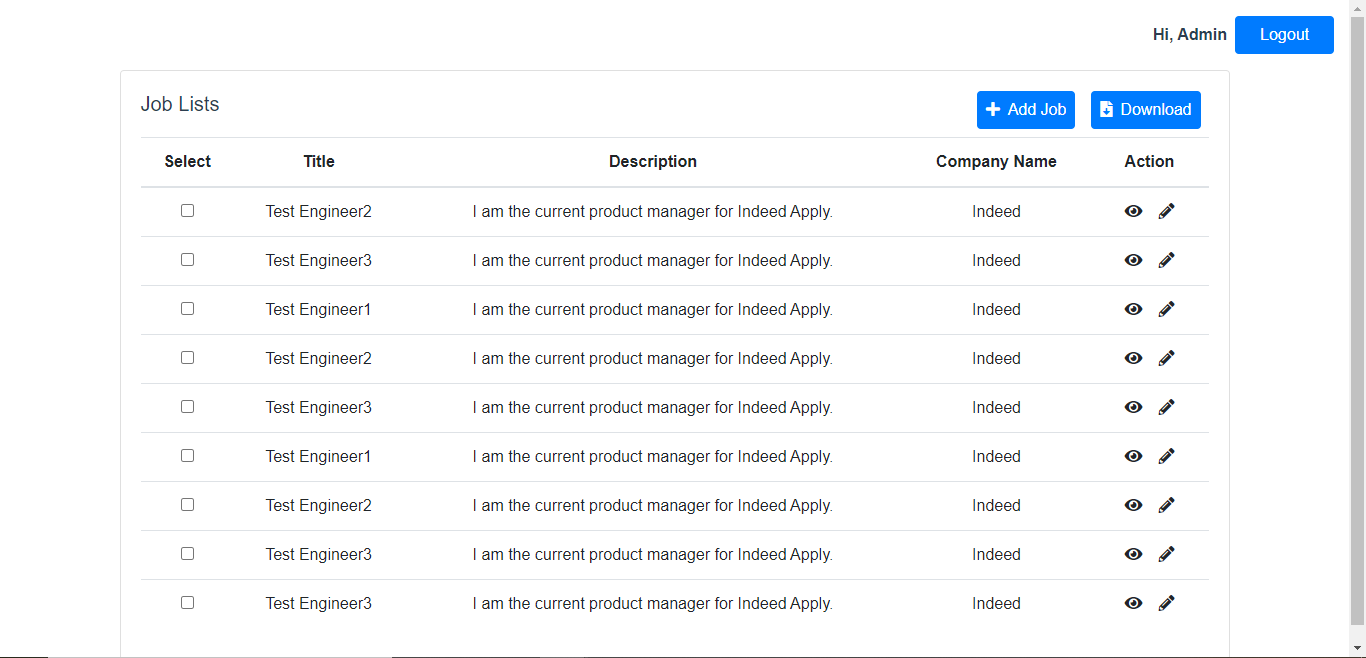 Hi, Admin Logout
Job Lists Add Job Download
Select Title Description Company Name Action
Test Engineer2 I am the current product manager for Indeed Apply. Indeed
Test Engineer3 I am the current product manager for Indeed Apply. Indeed
Test Engineer1 I am the current product manager for Indeed Apply. Indeed
Test Engineer2 I am the current product manager for Indeed Apply. Indeed
Test Engineer3 I am the current product manager for Indeed Apply. Indeed
Test Engineer1 I am the current product manager for Indeed Apply. Indeed
Test Engineer2 I am the current product manager for Indeed Apply. Indeed
Test Engineer3 I am the current product manager for Indeed Apply. Indeed
Test Engineer3 I am the current product manager for Indeed Apply. Indeed